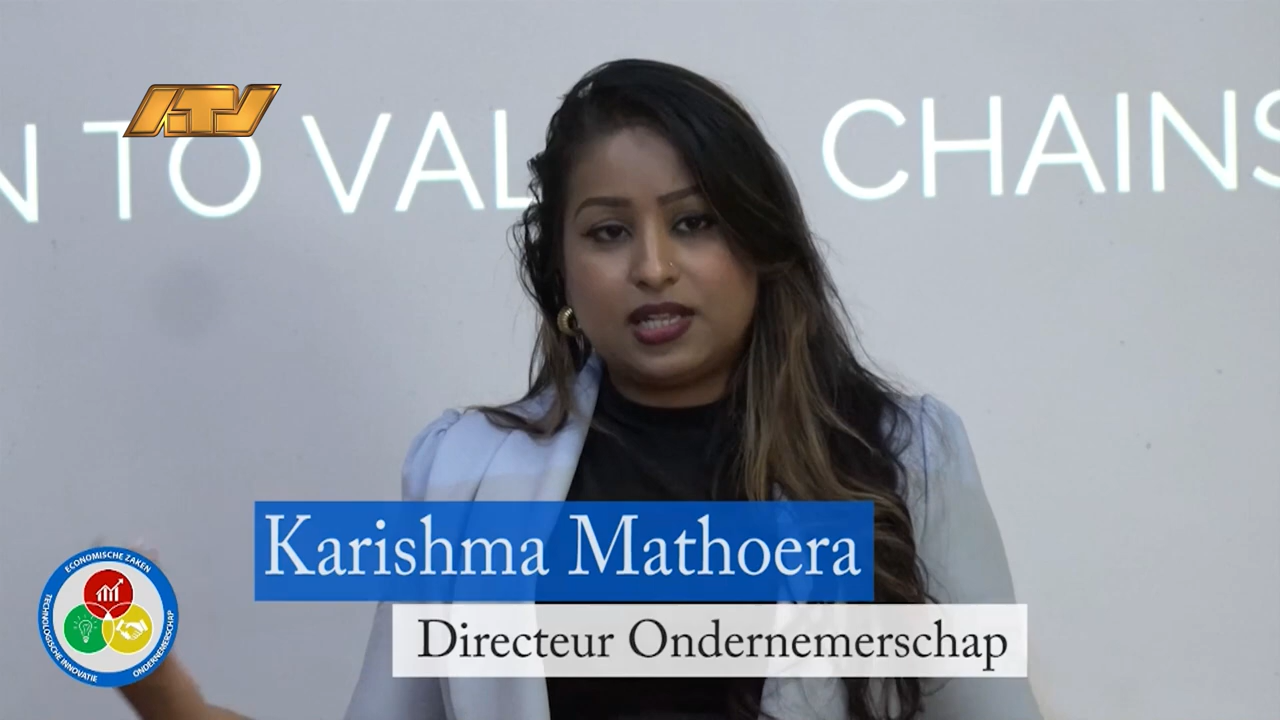 ATV
N TO VAL CHAINS
Karishma Mathoera
Directeur Ondernemerschap
ECONOMISCHE ZAKEN
TECHNOLOGISCHE INNOVATIE
ONDERNEMERSCHAP